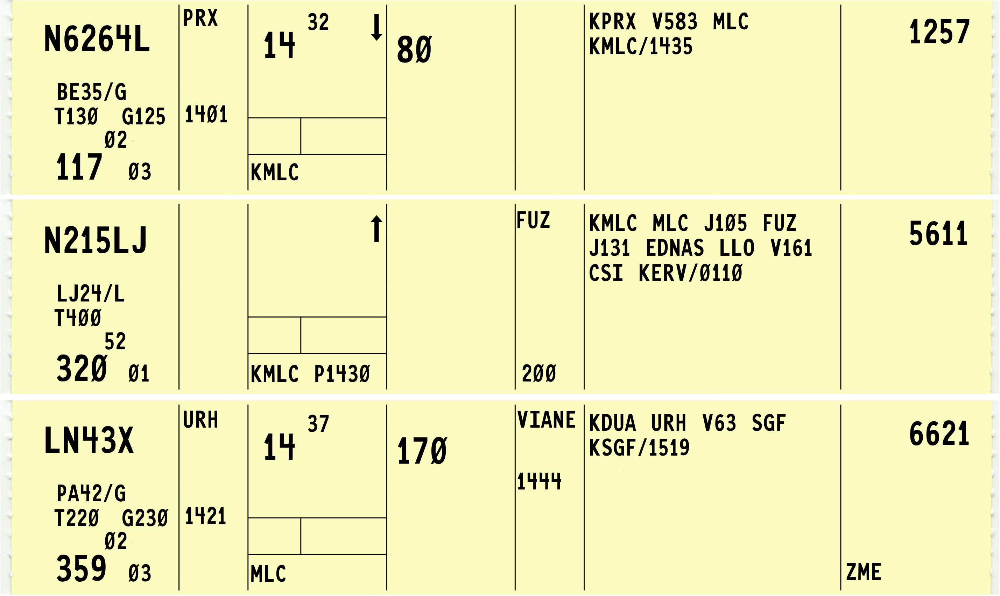 N6264L
BE35/G
TI3Ø G125
Ø2
117 Ø3
PRX
14Ø1
32
14
↓
KMLC
8Ø
KPRX V583 MLC
KMLC/1435
1257
N215LJ
LJ24/L
T4ØØ
52
32Ø Ø1
↑
KMLC P143Ø
FUZ
2ØØ
KMLC MLC J1Ø5 FUZ
J131 EDNAS LLO V161
CSI KERV/Ø11Ø
5611
LN43X
PA42/G
T22Ø G23Ø
Ø2
359 Ø3
URH
1421
37
14
MLC
17Ø
VIANE
1444
KDUA URH V63 SGF
KSGF/1519
6621
ZME